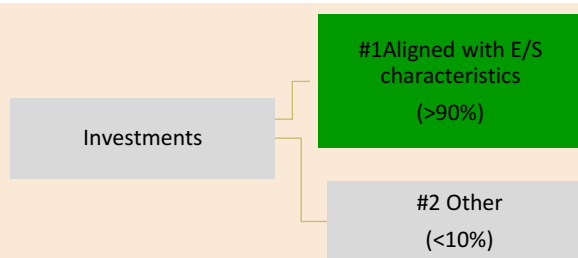 #1Aligned with E/S
characteristics
(>90%)
Investments
#2 Other
(<10%)